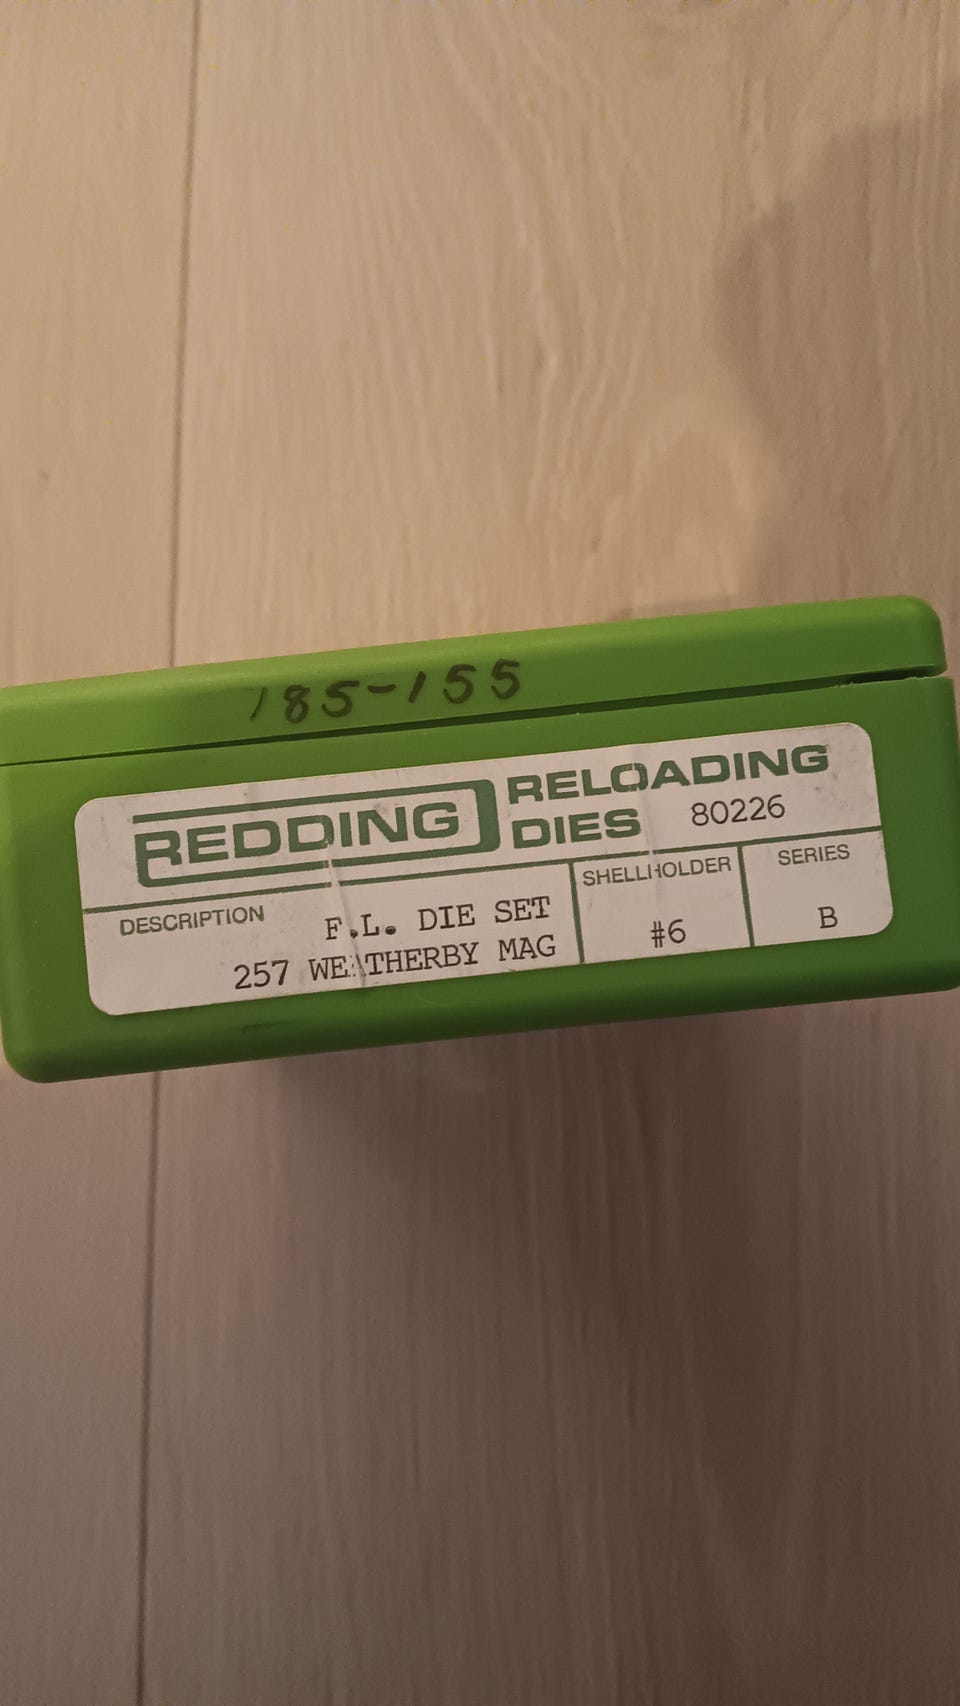 185-155
REDDING RELOADING DIES 80226
DESCRIPTION SHELLHOLDER SERIES
F.L. DIE SET #6 B
257 WEATHERBY MAG